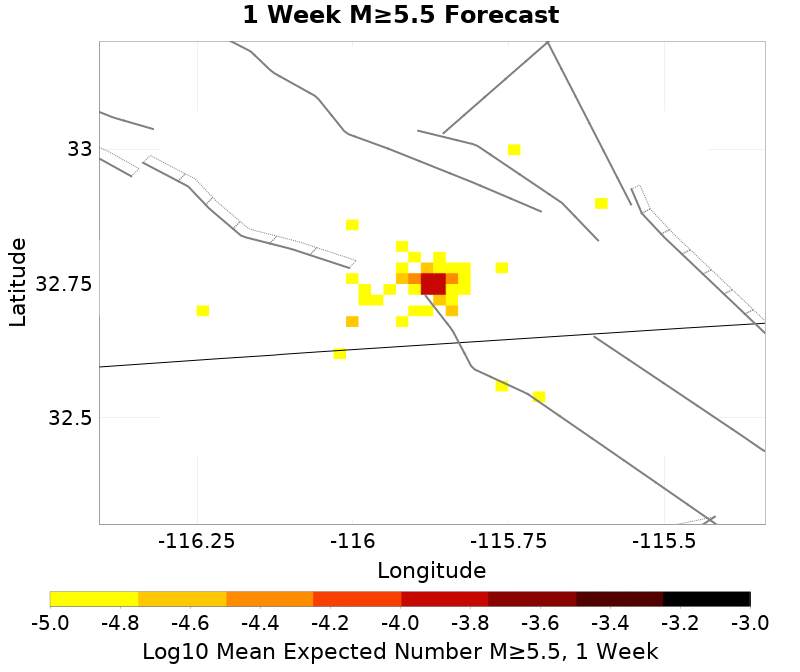 1 Week M≥5.5 Forecast
33
32.75
32.5
Latitude
-116.25 -116 -115.75 -115.5
Longitude
-5.0 -4.8 -4.6 -4.4 -4.2 -4.0 -3.8 -3.6 -3.4 -3.2 -3.0
Log10 Mean Expected Number M≥5.5, 1 Week